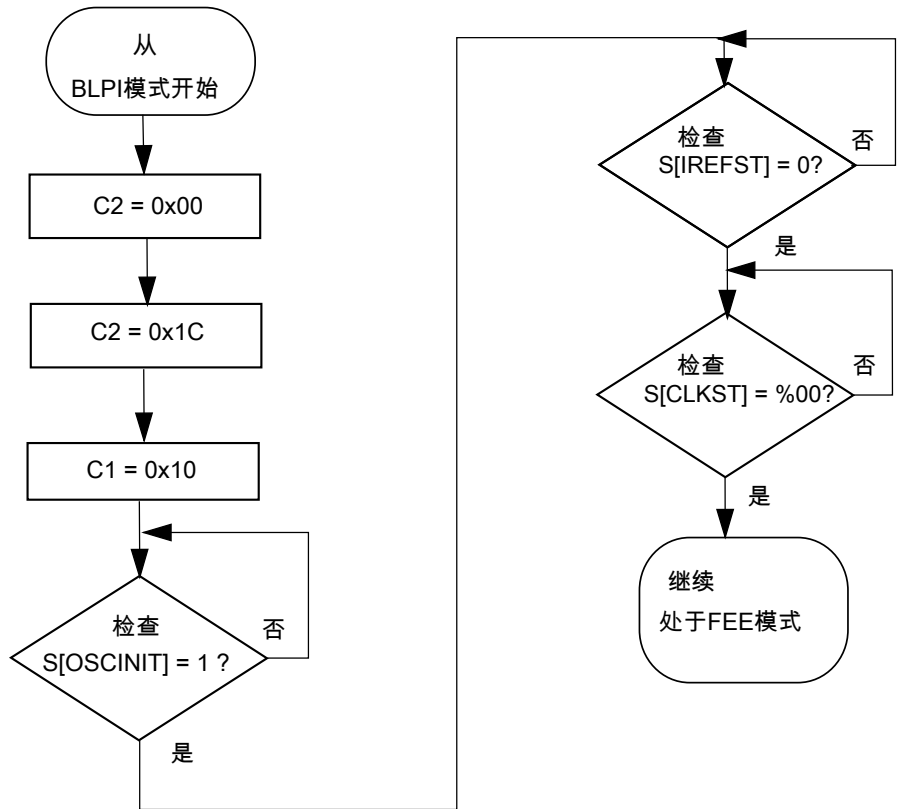 从
BLPI模式开始
C2 = 0x00
C2 = 0x1C
C1 = 0x10
检查
S[OSCINIT] = 1 ?
否
是
检查
S[IREFST] = 0?
否
是
检查
S[CLKST] = %00?
否
是
继续
处于FEE模式